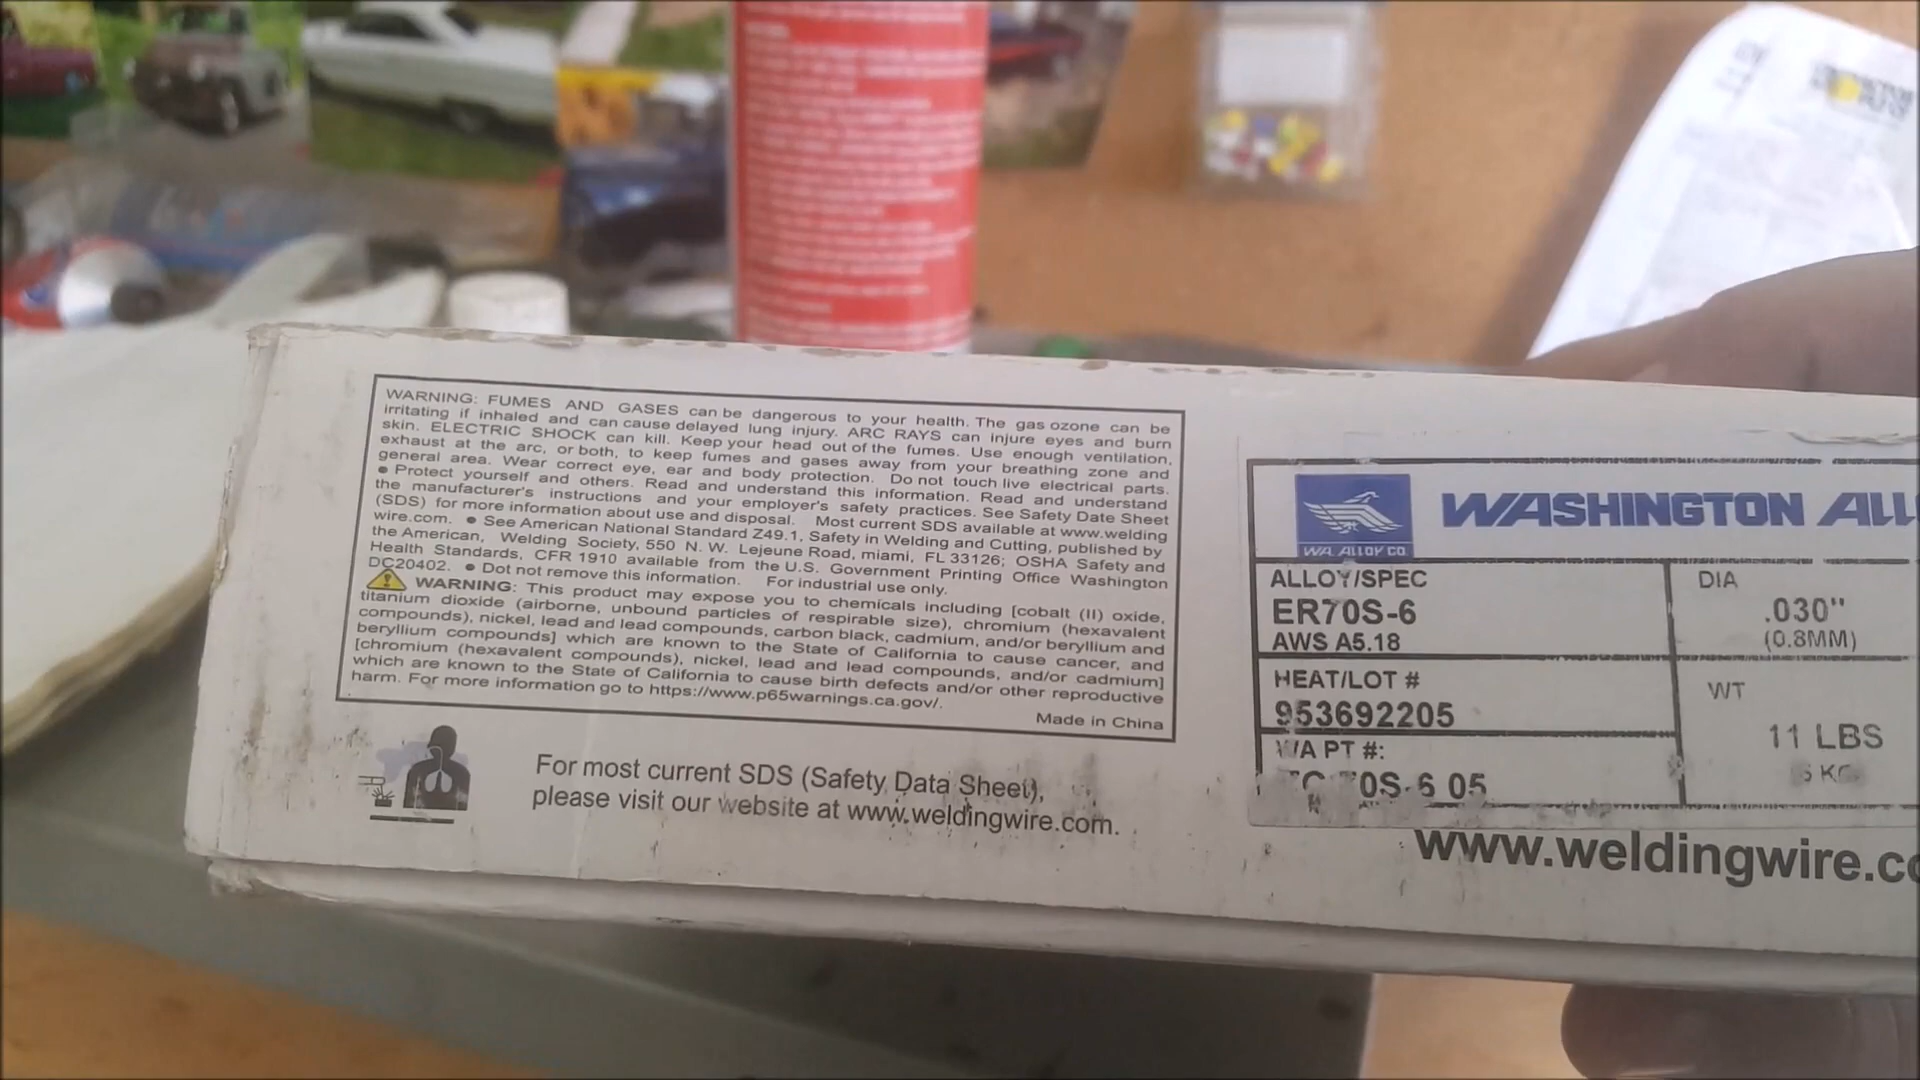 WARNING: FUMES AND GASES can be dangerous to your health. The gas ozone can be
irritating if inhaled and can cause delayed lung injury. ARC RAYS can injure eyes and burn
skin. ELECTRIC SHOCK can kill. Keep your head out of the fumes. Use enough ventilation,
exhaust at the arc, or both, to keep fumes and gases away from your breathing zone and
general area. Wear correct eye, ear and body protection. Do not touch live electrical parts.
● Protect yourself and others. Read and understand this information. Read and understand
the manufacturer's instructions and your employer's safety practices. See Safety Date Sheet
(SDS) for more information about use and disposal. Most current SDS available at www.welding
wire.com. ● See American National Standard Z49.1, Safety in Welding and Cutting, published by
the American, Welding Society, 550 N. W. Lejeune Road, miami, FL 33126; OSHA Safety and
Health Standards, CFR 1910 available from the U.S. Government Printing Office Washington
DC20402. ● Dot not remove this information. For industrial use only.
WARNING: This product may expose you to chemicals including [cobalt (II) oxide,
titanium dioxide (airborne, unbound particles of respirable size), chromium (hexavalent
compounds), nickel, lead and lead compounds, carbon black, cadmium, and/or beryllium and
beryllium compounds] which are known to the State of California to cause cancer, and
[chromium (hexavalent compounds), nickel, lead and lead compounds, and/or cadmium]
which are known to the State of California to cause birth defects and/or other reproductive
harm. For more information go to https://www.p65warnings.ca.gov/.
Made in China
For most current SDS (Safety Data Sheet),
please visit our website at www.weldingwire.com.
WA. ALLOY CO.
WASHINGTON ALL
ALLOY/SPEC
ER70S-6
AWS A5.18
DIA
.030"
(0.8MM)
HEAT/LOT #
953692205
WT
11 LBS
WA PT #:
70S-6 05
www.weldingwire.co